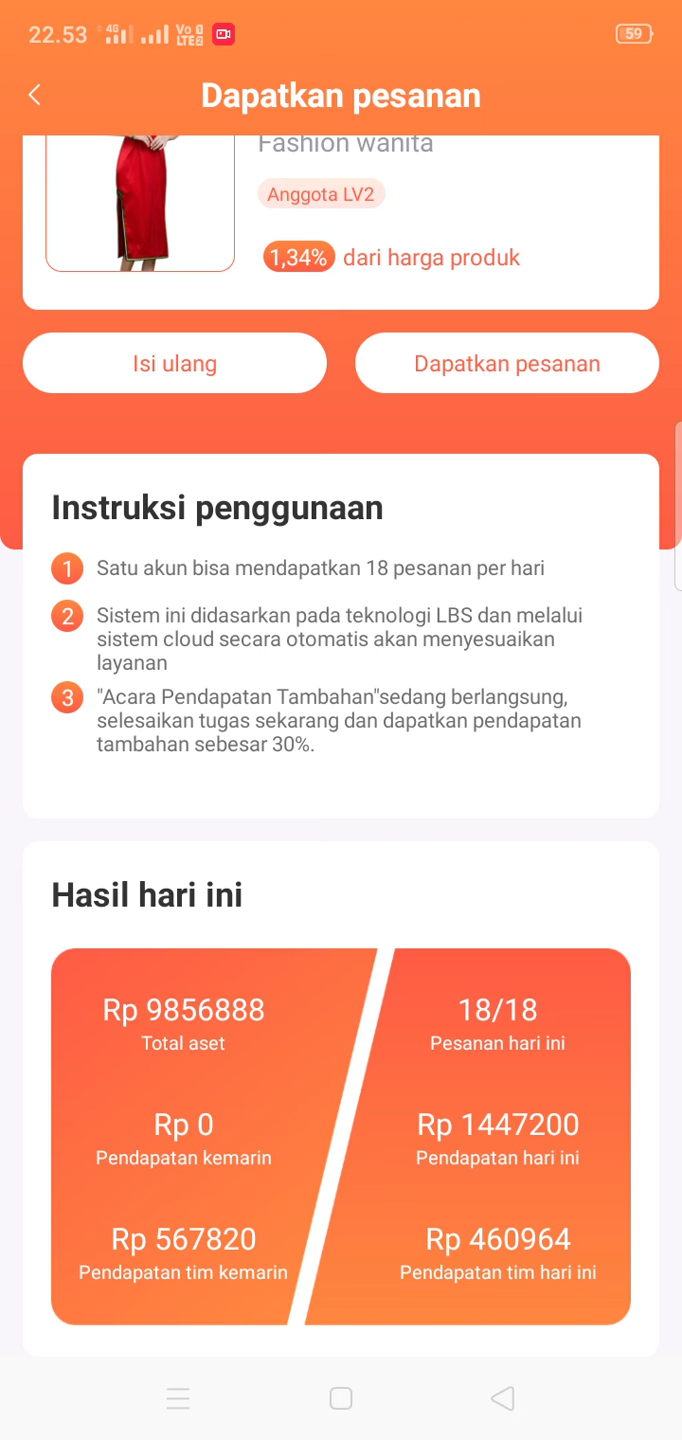 22.53 4G Vo LTE2 59
Dapatkan pesanan
Fashion wanita
Anggota LV2
1,34% dari harga produk
Isi ulang
Dapatkan pesanan
Instruksi penggunaan
1 Satu akun bisa mendapatkan 18 pesanan per hari
2 Sistem ini didasarkan pada teknologi LBS dan melalui
sistem cloud secara otomatis akan menyesuaikan
layanan
3 "Acara Pendapatan Tambahan"sedang berlangsung,
selesaikan tugas sekarang dan dapatkan pendapatan
tambahan sebesar 30%.
Hasil hari ini
Rp 9856888
Total aset
18/18
Pesanan hari ini
Rp 0
Pendapatan kemarin
Rp 1447200
Pendapatan hari ini
Rp 567820
Pendapatan tim kemarin
Rp 460964
Pendapatan tim hari ini